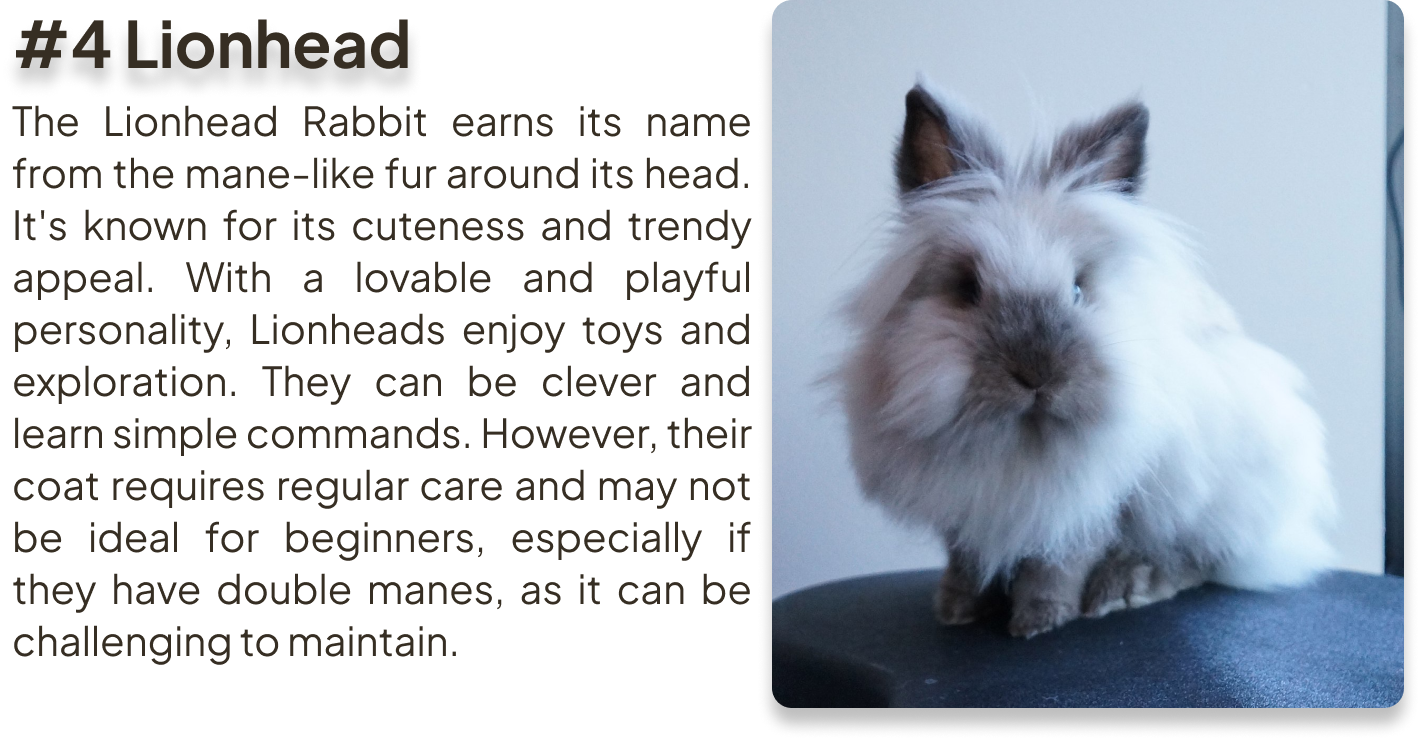 #4 Lionhead
The Lionhead Rabbit earns its name
from the mane-like fur around its head.
It's known for its cuteness and trendy
appeal. With a lovable and playful
personality, Lionheads enjoy toys and
exploration. They can be clever and
learn simple commands. However, their
coat requires regular care and may not
be ideal for beginners, especially if
they have double manes, as it can be
challenging to maintain.